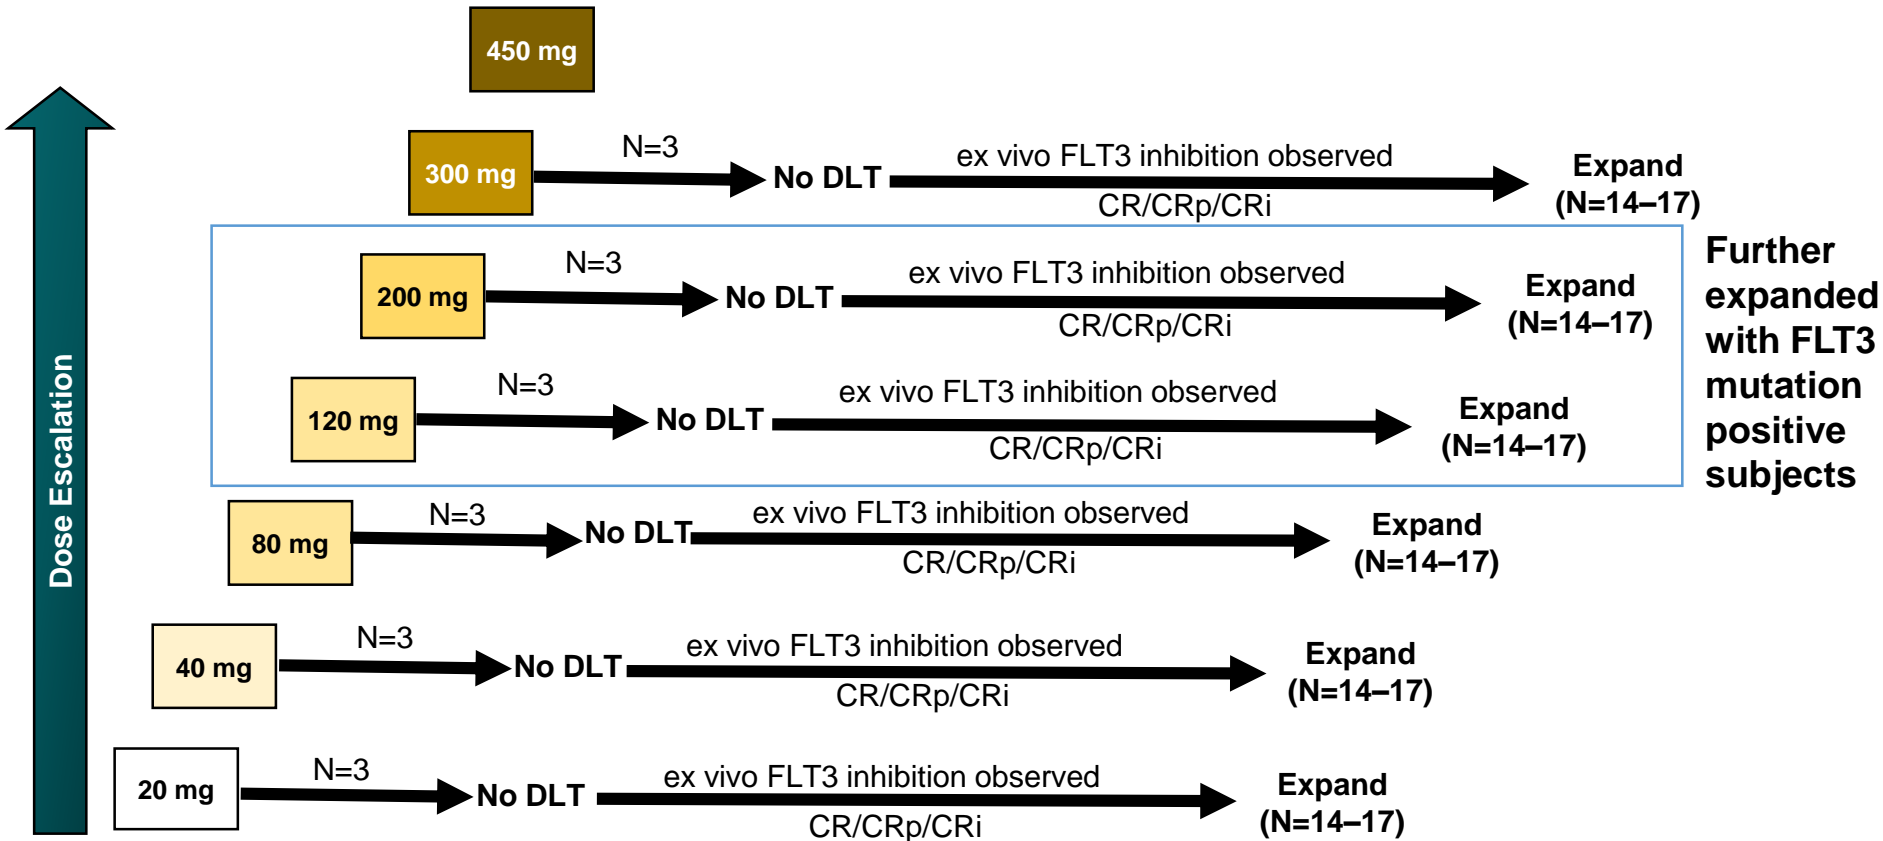 450 mg
N=3
300 mg
No DLT
ex vivo FLT3 inhibition observed
CR/CRp/CRi
Expand
(N=14–17)
N=3
200 mg
No DLT
ex vivo FLT3 inhibition observed
CR/CRp/CRi
Expand
(N=14–17)
N=3
120 mg
No DLT
ex vivo FLT3 inhibition observed
CR/CRp/CRi
Expand
(N=14–17)
Further
expanded
with FLT3
mutation
positive
subjects
N=3
80 mg
No DLT
ex vivo FLT3 inhibition observed
CR/CRp/CRi
Expand
(N=14–17)
N=3
40 mg
No DLT
ex vivo FLT3 inhibition observed
CR/CRp/CRi
Expand
(N=14–17)
N=3
20 mg
No DLT
ex vivo FLT3 inhibition observed
CR/CRp/CRi
Expand
(N=14–17)
Dose Escalation